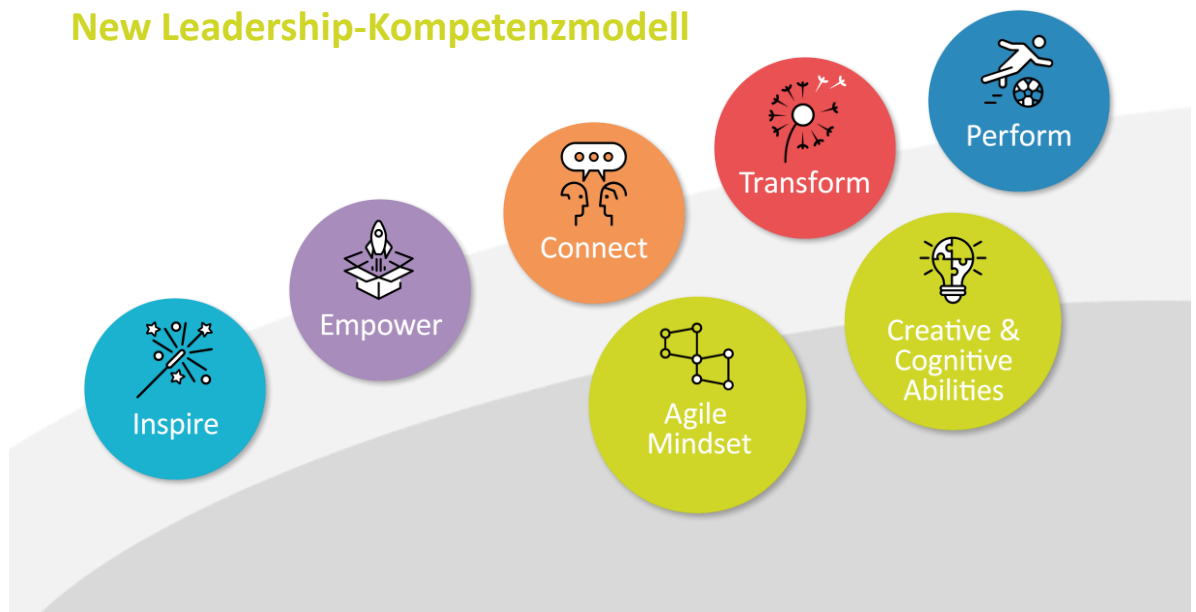 New Leadership-Kompetenzmodell
Inspire
Empower
Connect
Transform
Perform
Agile
Mindset
Creative &
Cognitive
Abilities